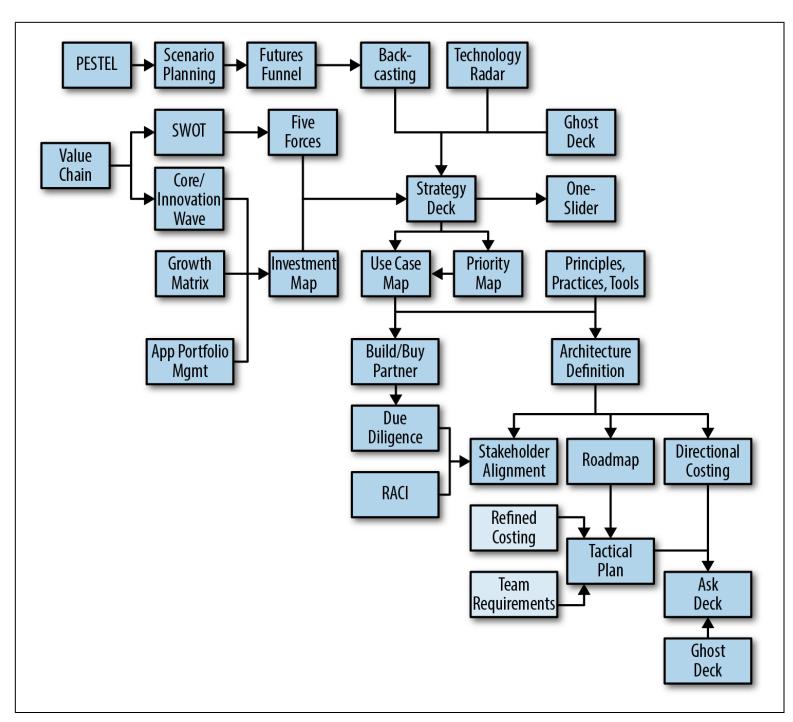 PESTEL
Scenario
Planning
Futures
Funnel
Back-
casting
Technology
Radar
SWOT
Five
Forces
Ghost
Deck
Value
Chain
Core/
Innovation
Wave
Strategy
Deck
One-
Slider
Growth
Matrix
Investment
Map
Use Case
Map
Priority
Map
Principles,
Practices, Tools
App Portfolio
Mgmt
Build/Buy
Partner
Architecture
Definition
Due
Diligence
Stakeholder
Alignment
Roadmap
Directional
Costing
RACI
Refined
Costing
Tactical
Plan
Team
Requirements
Ask
Deck
Ghost
Deck